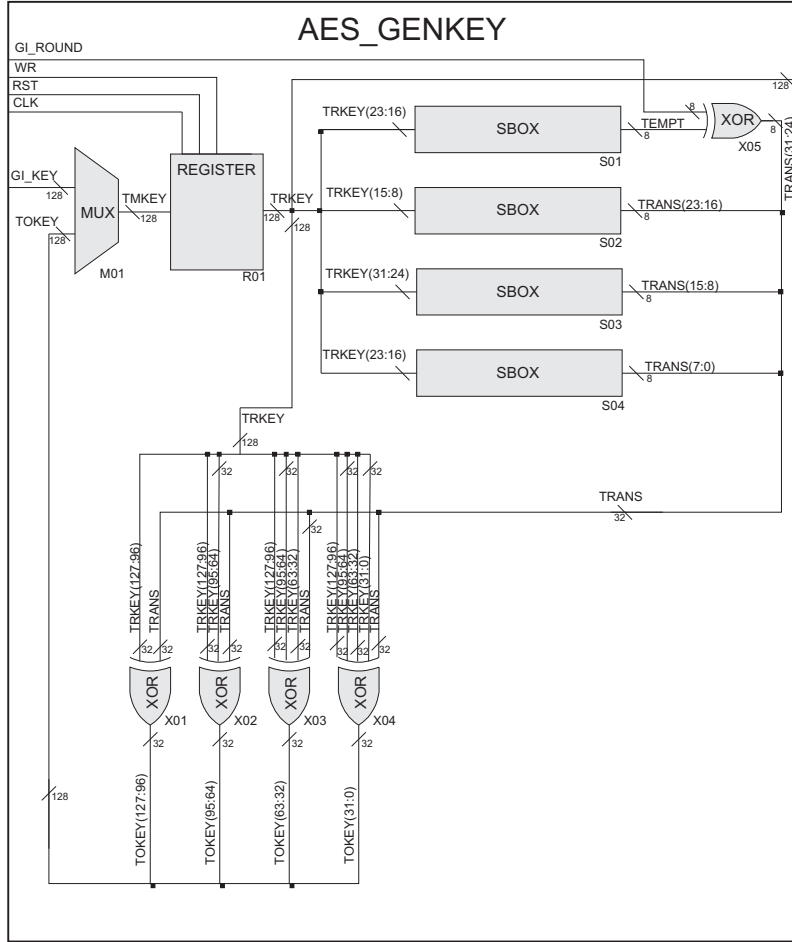 AES_GENKEY
GI_ROUND
WR
RST
CLK
128
TRKEY(23:16)
SBOX
S01
TEMPT
8
8
XOR
X05
8
TRANS(31:24)
GI_KEY
128
TOKEY
128
MUX
M01
TMKEY
128
REGISTER
R01
TRKEY
128
128
TRKEY(15:8)
SBOX
S02
TRANS(23:16)
8
TRKEY(31:24)
SBOX
S03
TRANS(15:8)
8
TRKEY(23:16)
SBOX
S04
TRANS(7:0)
8
TRKEY
128
32
32
32
32
TRANS
32
32
TRKEY(127:96)
TRANS
TRKEY(127:96)
TRKEY(95:64)
TRANS
TRKEY(127:96)
TRKEY(95:64)
TRKEY(63:32)
TRANS
TRKEY(127:96)
TRKEY(95:64)
TRKEY(63:32)
TRKEY(31:0)
TRANS
32
32
32
32
32
32
32
32
32
XOR
X01
XOR
X02
XOR
X03
XOR
X04
32
32
32
32
128
TOKEY(127:96)
TOKEY(95:64)
TOKEY(63:32)
TOKEY(31:0)